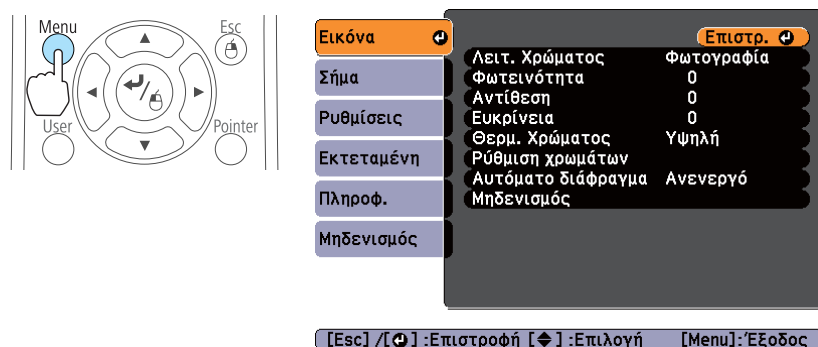 Menu
Esc
User
Pointer
Εικόνα
Σήμα
Ρυθμίσεις
Εκτεταμένη
Πληροφ.
Μηδενισμός
Επιστρ.
Λειτ. Χρώματος Φωτογραφία
Φωτεινότητα 0
Αντίθεση 0
Ευκρίνεια 0
Θερμ. Χρώματος Υψηλή
Ρύθμιση χρωμάτων
Αυτόματο διάφραγμα Ανενεργό
Μηδενισμός
[Esc] /[⏎] :Επιστροφή [◆] :Επιλογή [Menu]:Έξοδος